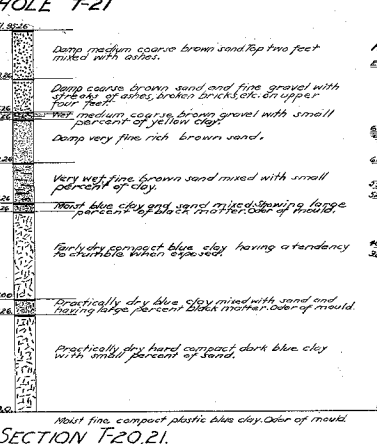 HOLE T-21
Damp medium coarse brown sand Top two feet
mixed with ashes.
Damp coarse brown sand and fine gravel with
streaks of ashes, broken bricks, etc. on upper
four feet.
Wet medium coarse brown gravel with small
percent of yellow clay.
Damp very fine rich brown sand.
Very wet fine brown sand mixed with small
percent of clay.
Moist blue clay and sand mixed. Showing large
percent of black matter. Odor of mould.
Fairly dry compact blue clay having a tendency
to crumble when exposed.
Practically dry blue clay mixed with sand and
having large percent black matter. Odor of mould.
Practically dry hard compact dark blue clay
with small percent of sand.
Moist fine compact plastic blue clay. Odor of mould.
SECTION T-20.21.